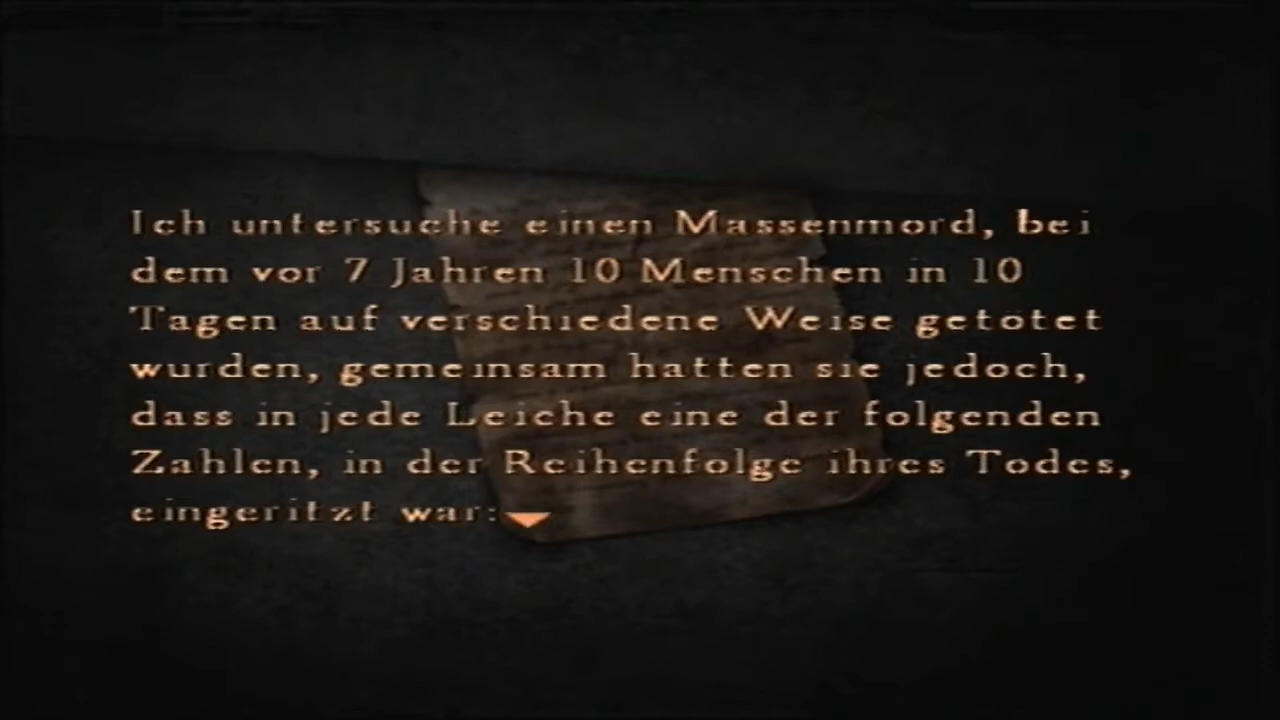 Ich untersuche einen Massenmord, bei
dem vor 7 Jahren 10 Menschen in 10
Tagen auf verschiedene Weise getötet
wurden, gemeinsam hatten sie jedoch,
dass in jede Leiche eine der folgenden
Zahlen, in der Reihenfolge ihres Todes,
eingeritzt war: